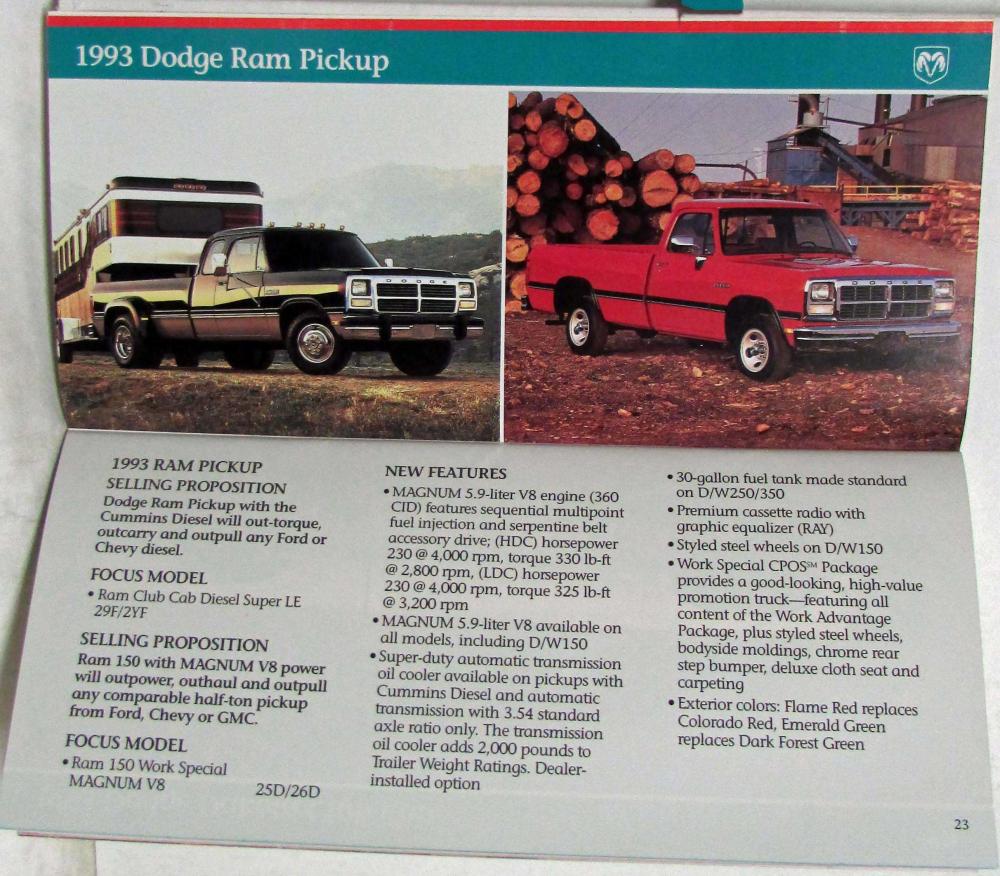 1993 Dodge Ram Pickup
DODGE
DODGE
1993 RAM PICKUP
SELLING PROPOSITION
Dodge Ram Pickup with the
Cummins Diesel will out-torque,
outcarry and outpull any Ford or
Chevy diesel.
FOCUS MODEL
• Ram Club Cab Diesel Super LE
29F/2YF
SELLING PROPOSITION
Ram 150 with MAGNUM V8 power
will outpower, outhaul and outpull
any comparable half-ton pickup
from Ford, Chevy or GMC.
FOCUS MODEL
• Ram 150 Work Special
MAGNUM V8 25D/26D
NEW FEATURES
• MAGNUM 5.9-liter V8 engine (360
CID) features sequential multipoint
fuel injection and serpentine belt
accessory drive; (HDC) horsepower
230 @ 4,000 rpm, torque 330 lb-ft
@ 2,800 rpm, (LDC) horsepower
230 @ 4,000 rpm, torque 325 lb-ft
@ 3,200 rpm
• MAGNUM 5.9-liter V8 available on
all models, including D/W150
• Super-duty automatic transmission
oil cooler available on pickups with
Cummins Diesel and automatic
transmission with 3.54 standard
axle ratio only. The transmission
oil cooler adds 2,000 pounds to
Trailer Weight Ratings. Dealer-
installed option
• 30-gallon fuel tank made standard
on D/W250/350
• Premium cassette radio with
graphic equalizer (RAY)
• Styled steel wheels on D/W150
• Work Special CPOS℠ Package
provides a good-looking, high-value
promotion truck—featuring all
content of the Work Advantage
Package, plus styled steel wheels,
bodyside moldings, chrome rear
step bumper, deluxe cloth seat and
carpeting
• Exterior colors: Flame Red replaces
Colorado Red, Emerald Green
replaces Dark Forest Green
23